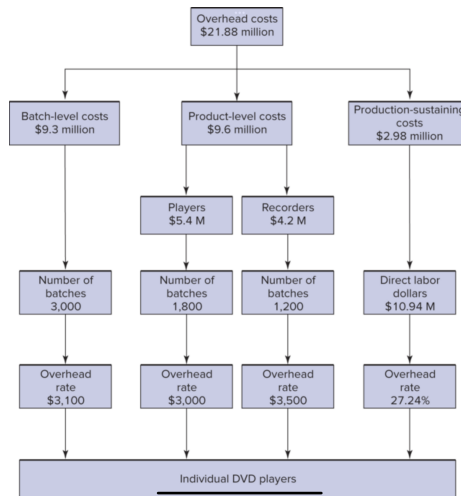 Overhead costs
$21.88 million
Batch-level costs
$9.3 million
Product-level costs
$9.6 million
Production-sustaining
costs
$2.98 million
Players
$5.4 M
Recorders
$4.2 M
Number of
batches
3,000
Number of
batches
1,800
Number of
batches
1,200
Direct labor
dollars
$10.94 M
Overhead
rate
$3,100
Overhead
rate
$3,000
Overhead
rate
$3,500
Overhead
rate
27.24%
Individual DVD players